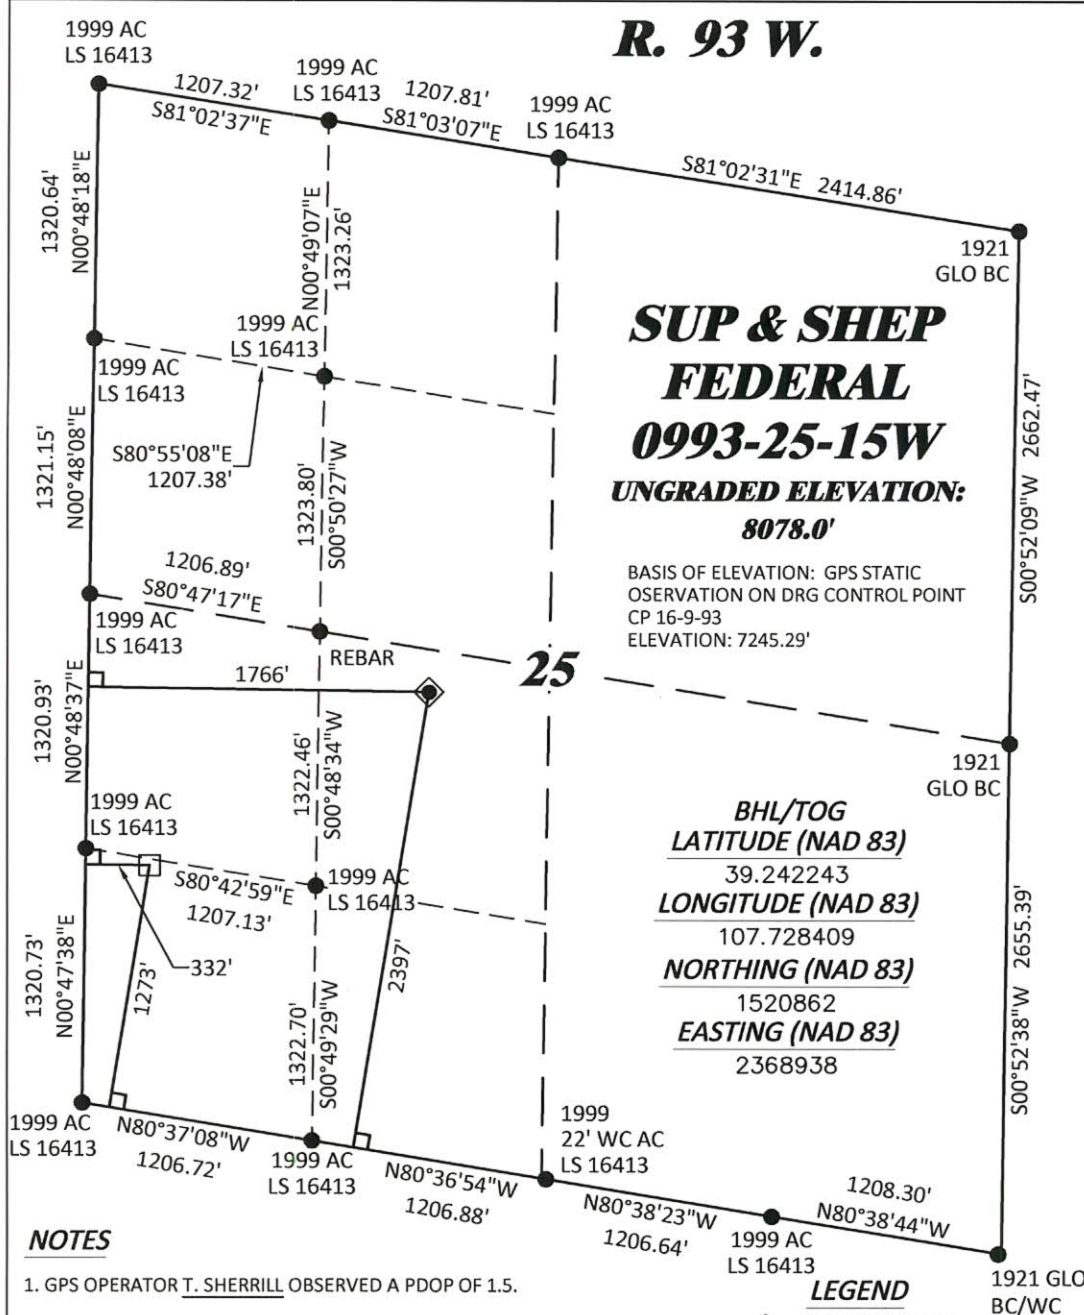 R. 93 W.
1999 AC
LS 16413
1207.32'
S81°02'37"E
1999 AC
LS 16413
1207.81'
S81°03'07"E
1999 AC
LS 16413
S81°02'31"E 2414.86'
1921
GLO BC
1320.64'
N00°48'18"E
N00°49'07"E
1323.26'
1999 AC
LS 16413
1999 AC
LS 16413
S80°55'08"E
1207.38'
SUP & SHEP
FEDERAL
0993-25-15W
UNGRADED ELEVATION:
8078.0'
BASIS OF ELEVATION: GPS STATIC
OSERVATION ON DRG CONTROL POINT
CP 16-9-93
ELEVATION: 7245.29'
S00°52'09"W 2662.47'
1321.15'
N00°48'08"E
1323.80'
S00°50'27"W
1206.89'
S80°47'17"E
1999 AC
LS 16413
REBAR
25
1766'
1320.93'
N00°48'37"E
1322.46'
S00°48'34"W
1921
GLO BC
1999 AC
LS 16413
S80°42'59"E
1207.13'
1999 AC
LS 16413
332'
1273'
2397'
BHL/TOG
LATITUDE (NAD 83)
39.242243
LONGITUDE (NAD 83)
107.728409
NORTHING (NAD 83)
1520862
EASTING (NAD 83)
2368938
S00°52'38"W 2655.39'
1320.73'
N00°47'38"E
1322.70'
S00°49'29"W
1999 AC
LS 16413
N80°37'08"W
1206.72'
1999 AC
LS 16413
N80°36'54"W
1206.88'
1999
22' WC AC
LS 16413
N80°38'23"W
1206.64'
1999 AC
LS 16413
1208.30'
N80°38'44"W
1921 GLO
BC/WC
NOTES
1. GPS OPERATOR T. SHERRILL OBSERVED A PDOP OF 1.5.
LEGEND